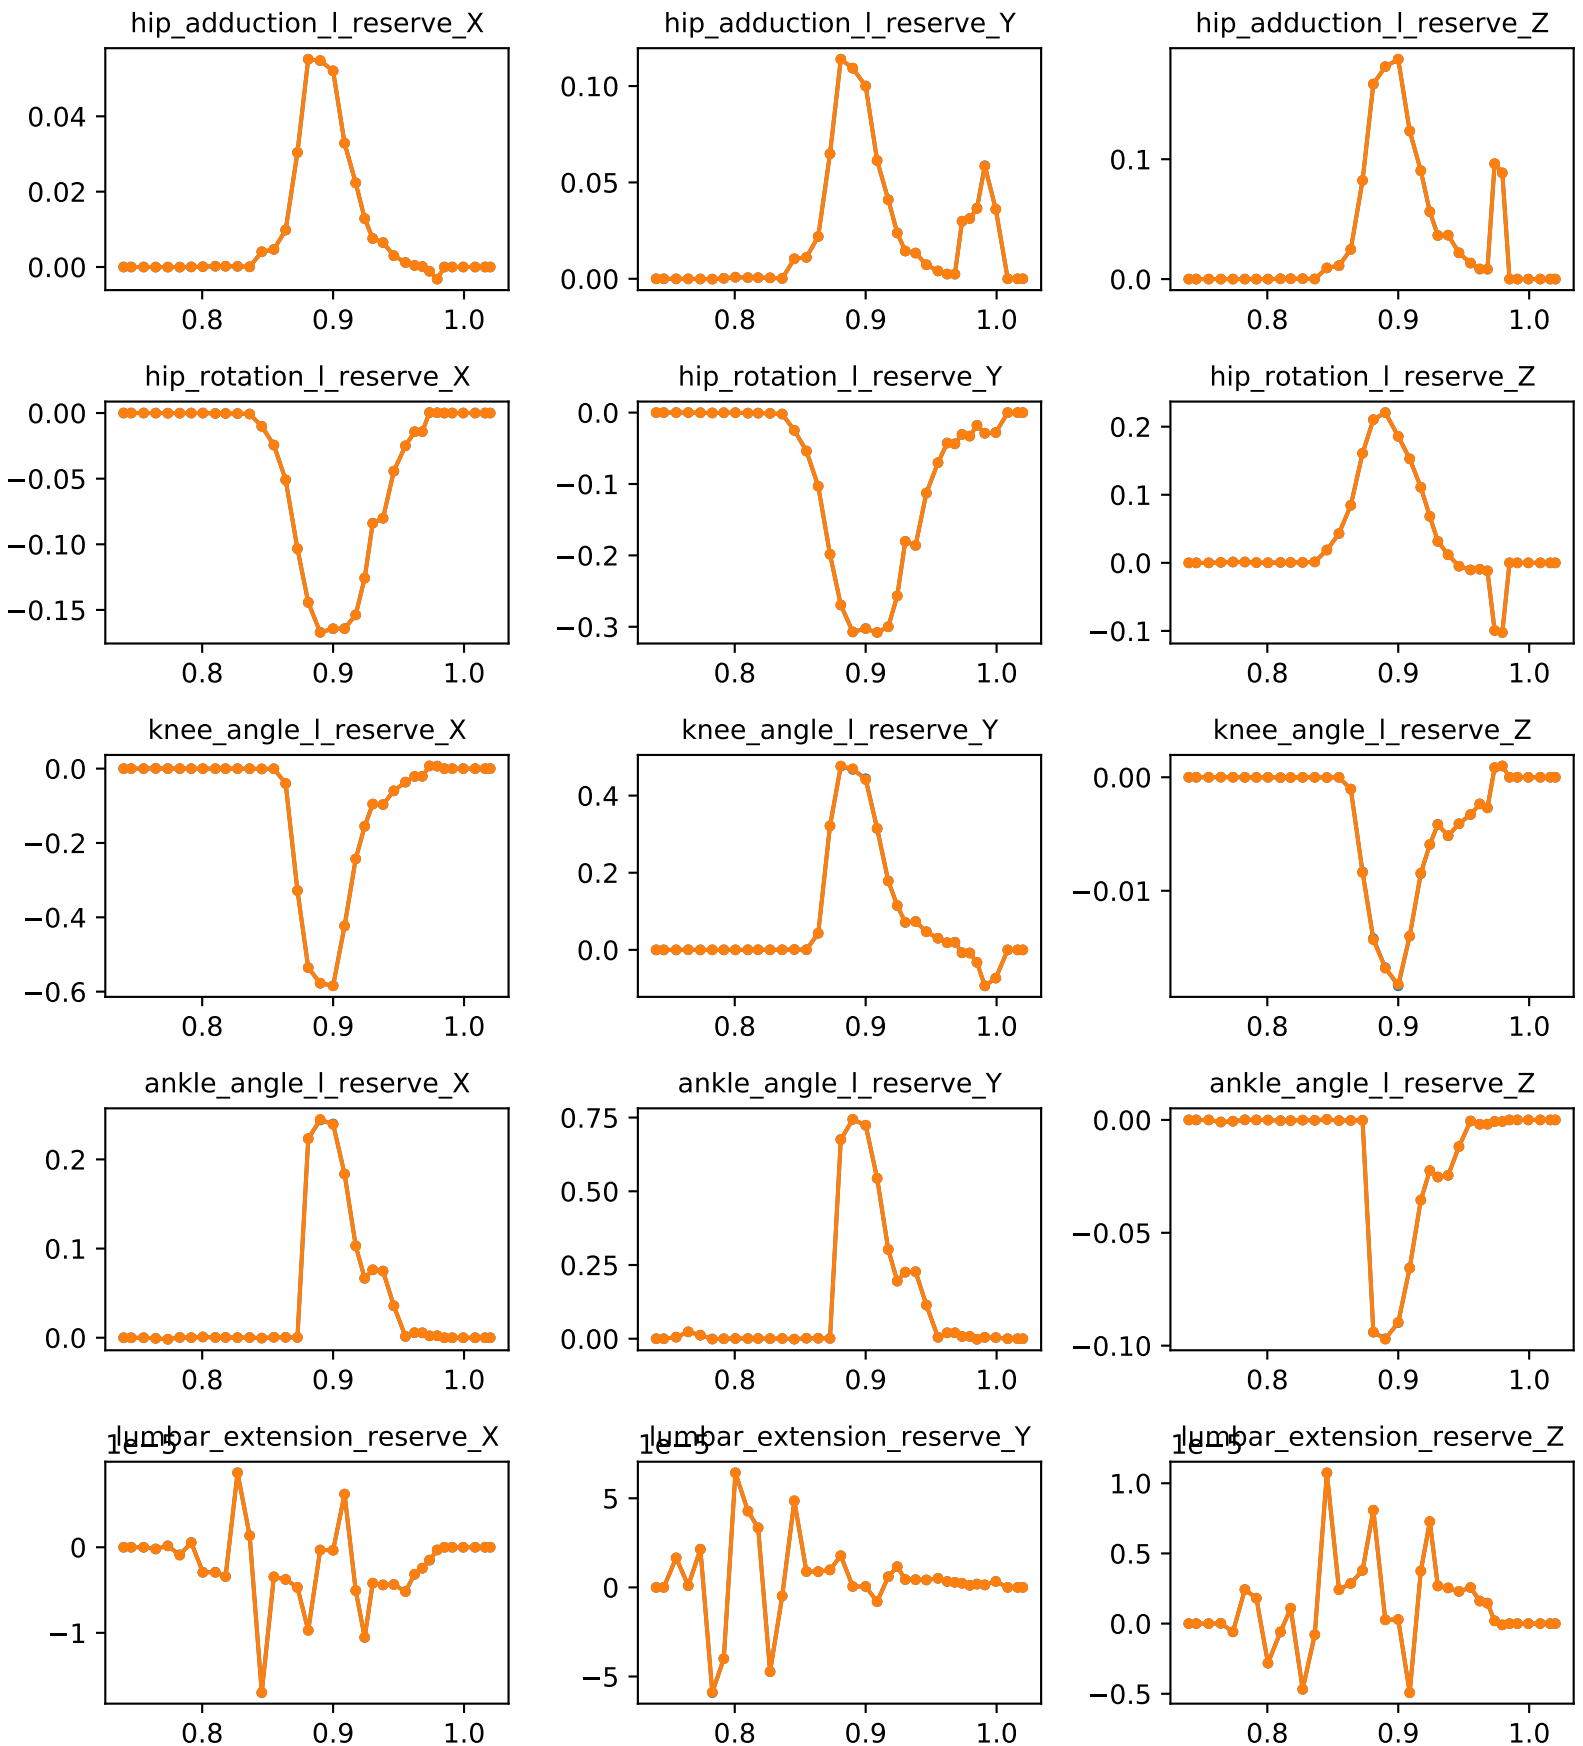 hip_adduction_l_reserve_X hip_adduction_l_reserve_Y hip_adduction_l_reserve_Z
0.04 0.10 0.1
0.02 0.05
0.00 0.00 0.0
0.8 0.9 1.0 0.8 0.9 1.0 0.8 0.9 1.0
hip_rotation_l_reserve_X hip_rotation_l_reserve_Y hip_rotation_l_reserve_Z
0.00 0.0 0.2
−0.05 −0.1 0.1
−0.10 −0.2 0.0
−0.15 −0.3 −0.1
0.8 0.9 1.0 0.8 0.9 1.0 0.8 0.9 1.0
knee_angle_l_reserve_X knee_angle_l_reserve_Y knee_angle_l_reserve_Z
0.0 0.4 0.00
−0.2 0.2 −0.01
−0.4 0.0
−0.6
0.8 0.9 1.0 0.8 0.9 1.0 0.8 0.9 1.0
ankle_angle_l_reserve_X ankle_angle_l_reserve_Y ankle_angle_l_reserve_Z
0.2 0.75 0.00
0.1 0.50 −0.05
0.0 0.25 −0.10
0.00
0.8 0.9 1.0 0.8 0.9 1.0 0.8 0.9 1.0
lumbar_extension_reserve_X lumbar_extension_reserve_Y lumbar_extension_reserve_Z
1e−5 1e−5 1e−5
0 5 1.0
−1 0 0.5
−5 0.0
−0.5
0.8 0.9 1.0 0.8 0.9 1.0 0.8 0.9 1.0